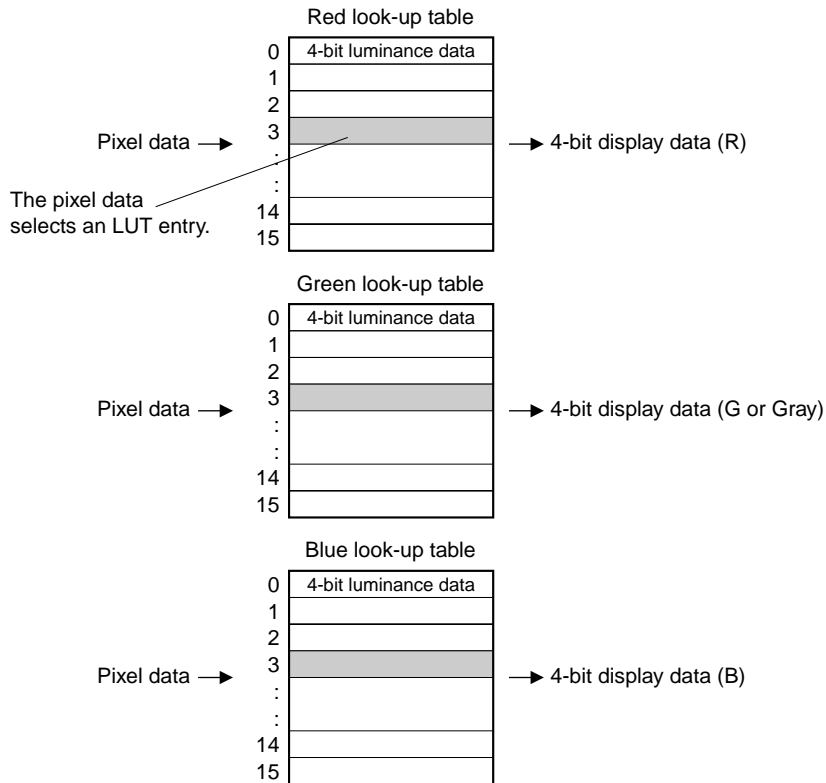 Red look-up table
0 4-bit luminance data
1
2
3
Pixel data
4-bit display data (R)
:
:
The pixel data
selects an LUT entry.
14
15
Green look-up table
0 4-bit luminance data
1
2
3
Pixel data
4-bit display data (G or Gray)
:
:
14
15
Blue look-up table
0 4-bit luminance data
1
2
3
Pixel data
4-bit display data (B)
:
:
14
15